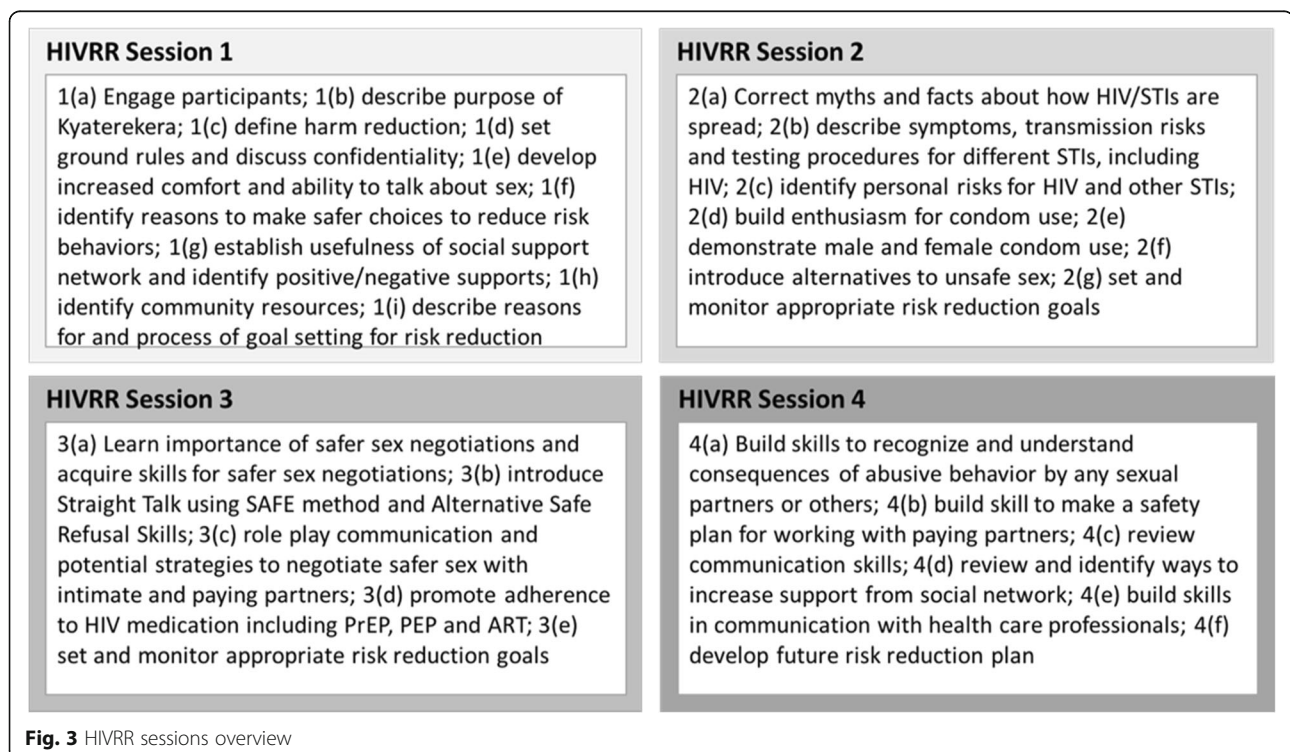 HIVRR Session 1
1(a) Engage participants; 1(b) describe purpose of
Kyaterekera; 1(c) define harm reduction; 1(d) set
ground rules and discuss confidentiality; 1(e) develop
increased comfort and ability to talk about sex; 1(f)
identify reasons to make safer choices to reduce risk
behaviors; 1(g) establish usefulness of social support
network and identify positive/negative supports; 1(h)
identify community resources; 1(i) describe reasons
for and process of goal setting for risk reduction
HIVRR Session 2
2(a) Correct myths and facts about how HIV/STIs are
spread; 2(b) describe symptoms, transmission risks
and testing procedures for different STIs, including
HIV; 2(c) identify personal risks for HIV and other STIs;
2(d) build enthusiasm for condom use; 2(e)
demonstrate male and female condom use; 2(f)
introduce alternatives to unsafe sex; 2(g) set and
monitor appropriate risk reduction goals
HIVRR Session 3
3(a) Learn importance of safer sex negotiations and
acquire skills for safer sex negotiations; 3(b) introduce
Straight Talk using SAFE method and Alternative Safe
Refusal Skills; 3(c) role play communication and
potential strategies to negotiate safer sex with
intimate and paying partners; 3(d) promote adherence
to HIV medication including PrEP, PEP and ART; 3(e)
set and monitor appropriate risk reduction goals
HIVRR Session 4
4(a) Build skills to recognize and understand
consequences of abusive behavior by any sexual
partners or others; 4(b) build skill to make a safety
plan for working with paying partners; 4(c) review
communication skills; 4(d) review and identify ways to
increase support from social network; 4(e) build skills
in communication with health care professionals; 4(f)
develop future risk reduction plan
Fig. 3 HIVRR sessions overview